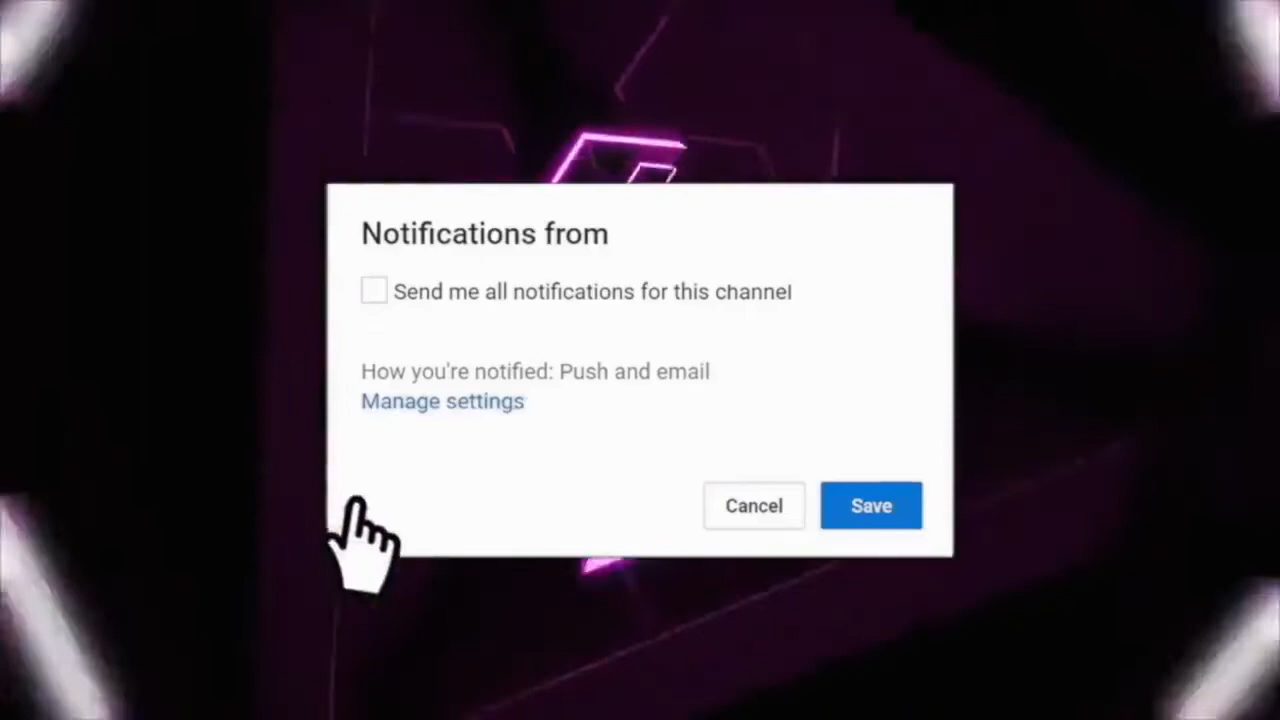 Notifications from
Send me all notifications for this channel
How you're notified: Push and email
Manage settings
Cancel
Save